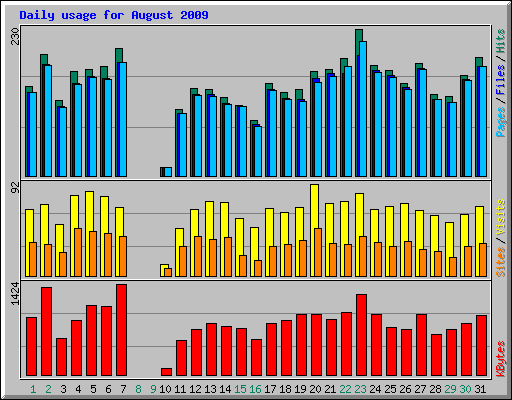 Daily usage for August 2009
230
Pages / Files / Hits
92
Sites / Visits
1424
KBytes
1 2 3 4 5 6 7 8 9 10 11 12 13 14 15 16 17 18 19 20 21 22 23 24 25 26 27 28 29 30 31